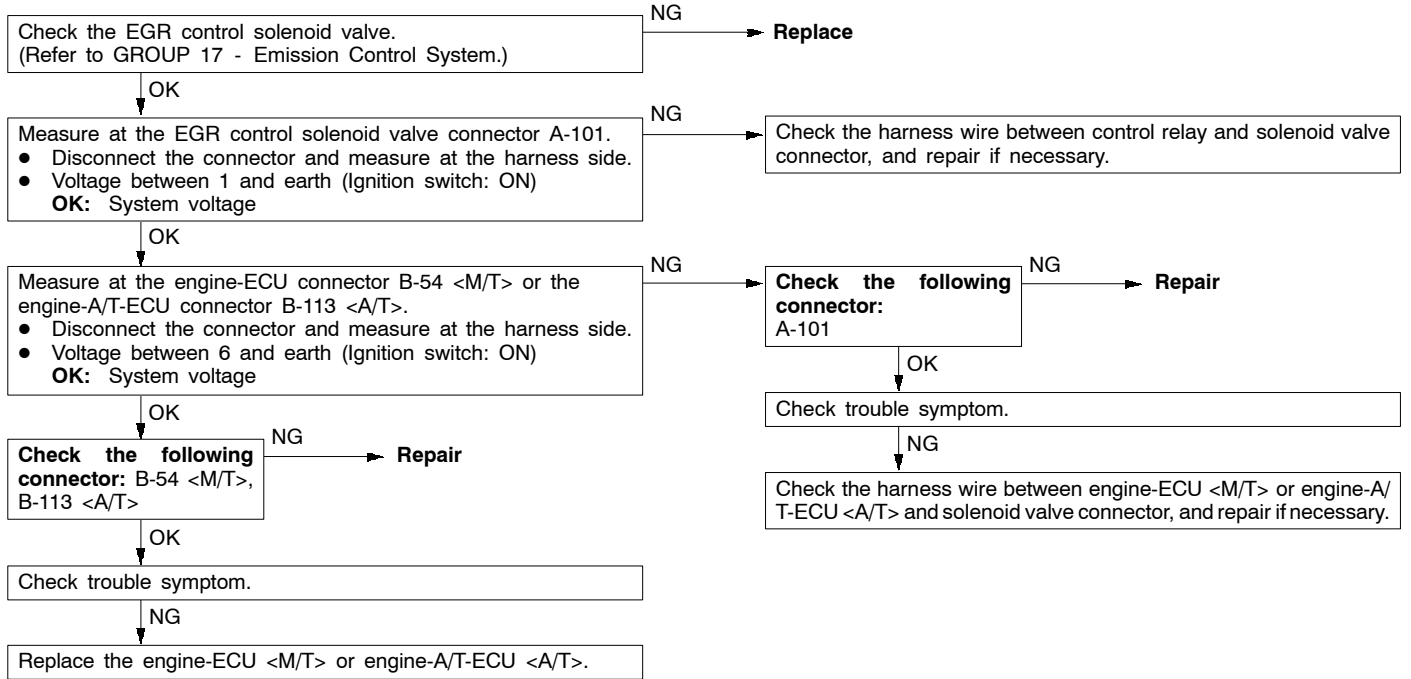 Check the EGR control solenoid valve.
(Refer to GROUP 17 - Emission Control System.)
NG
Replace
OK
Measure at the EGR control solenoid valve connector A-101.
● Disconnect the connector and measure at the harness side.
● Voltage between 1 and earth (Ignition switch: ON)
OK: System voltage
NG
Check the harness wire between control relay and solenoid valve
connector, and repair if necessary.
OK
Measure at the engine-ECU connector B-54 <M/T> or the
engine-A/T-ECU connector B-113 <A/T>.
● Disconnect the connector and measure at the harness side.
● Voltage between 6 and earth (Ignition switch: ON)
OK: System voltage
NG
Check the following
connector:
A-101
NG
Repair
OK
Check trouble symptom.
NG
Check the harness wire between engine-ECU <M/T> or engine-A/
T-ECU <A/T> and solenoid valve connector, and repair if necessary.
OK
Check the following
connector: B-54 <M/T>,
B-113 <A/T>
NG
Repair
OK
Check trouble symptom.
NG
Replace the engine-ECU <M/T> or engine-A/T-ECU <A/T>.